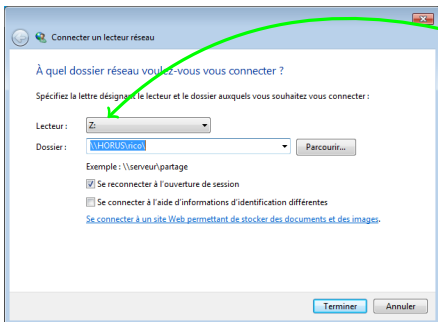 Connecter un lecteur réseau
À quel dossier réseau voulez-vous vous connecter ?
Spécifiez la lettre désignant le lecteur et le dossier auxquels vous souhaitez vous connecter :
Lecteur : Z:
Dossier : \\HORUS\rico\ Parcourir...
Exemple : \\serveur\partage
Se reconnecter à l'ouverture de session
Se connecter à l'aide d'informations d'identification différentes
Se connecter à un site Web permettant de stocker des documents et des images.
Terminer Annuler